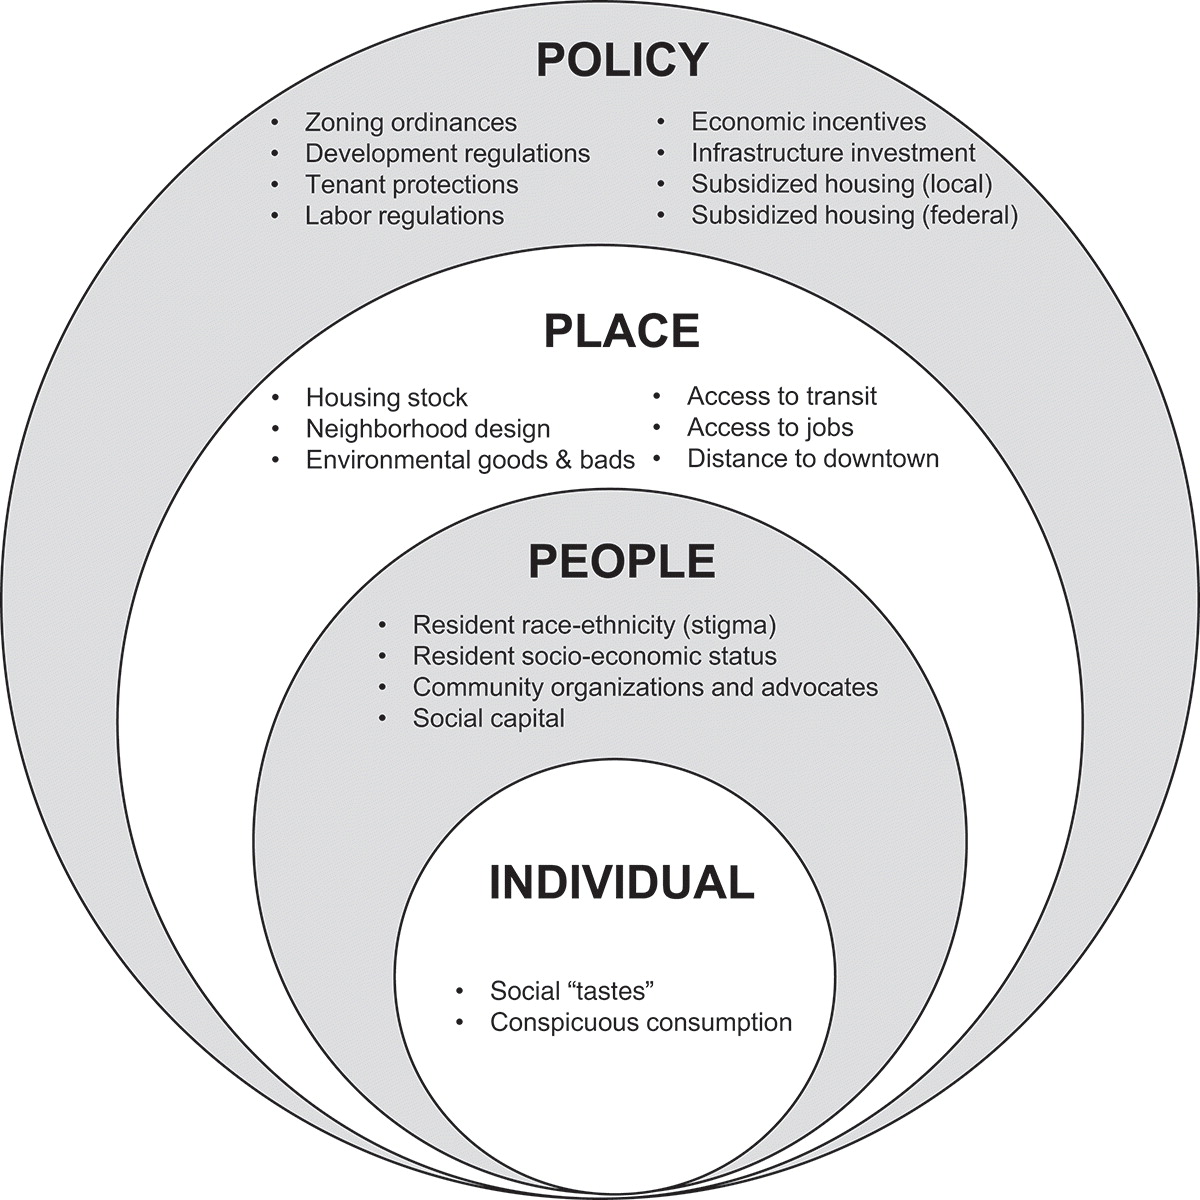 POLICY
• Zoning ordinances
• Development regulations
• Tenant protections
• Labor regulations
• Economic incentives
• Infrastructure investment
• Subsidized housing (local)
• Subsidized housing (federal)
PLACE
• Housing stock
• Neighborhood design
• Environmental goods & bads
• Access to transit
• Access to jobs
• Distance to downtown
PEOPLE
• Resident race-ethnicity (stigma)
• Resident socio-economic status
• Community organizations and advocates
• Social capital
INDIVIDUAL
• Social “tastes”
• Conspicuous consumption